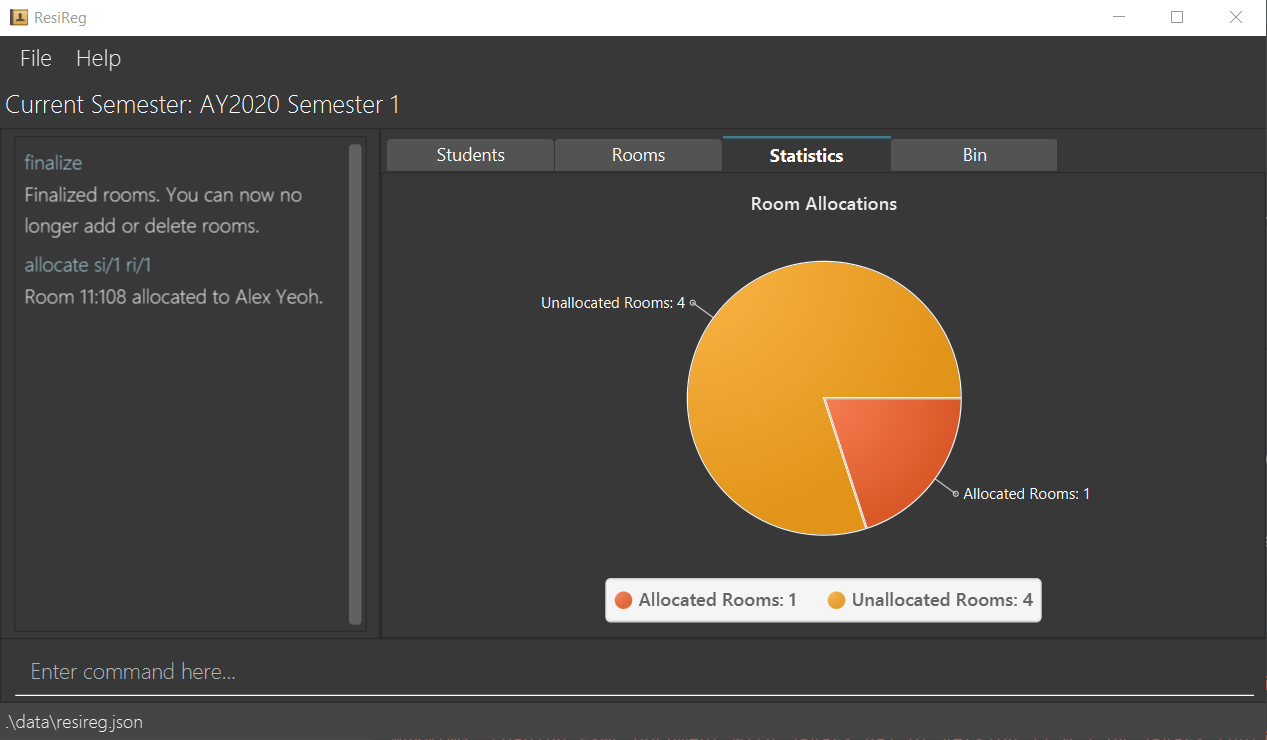 ResiReg
File Help
Current Semester: AY2020 Semester 1
finalize
Finalized rooms. You can now no
longer add or delete rooms.
allocate si/1 ri/1
Room 11:108 allocated to Alex Yeoh.
Students Rooms Statistics Bin
Room Allocations
Unallocated Rooms: 4
Allocated Rooms: 1
Allocated Rooms: 1 Unallocated Rooms: 4
Enter command here...
.\data\resireg.json